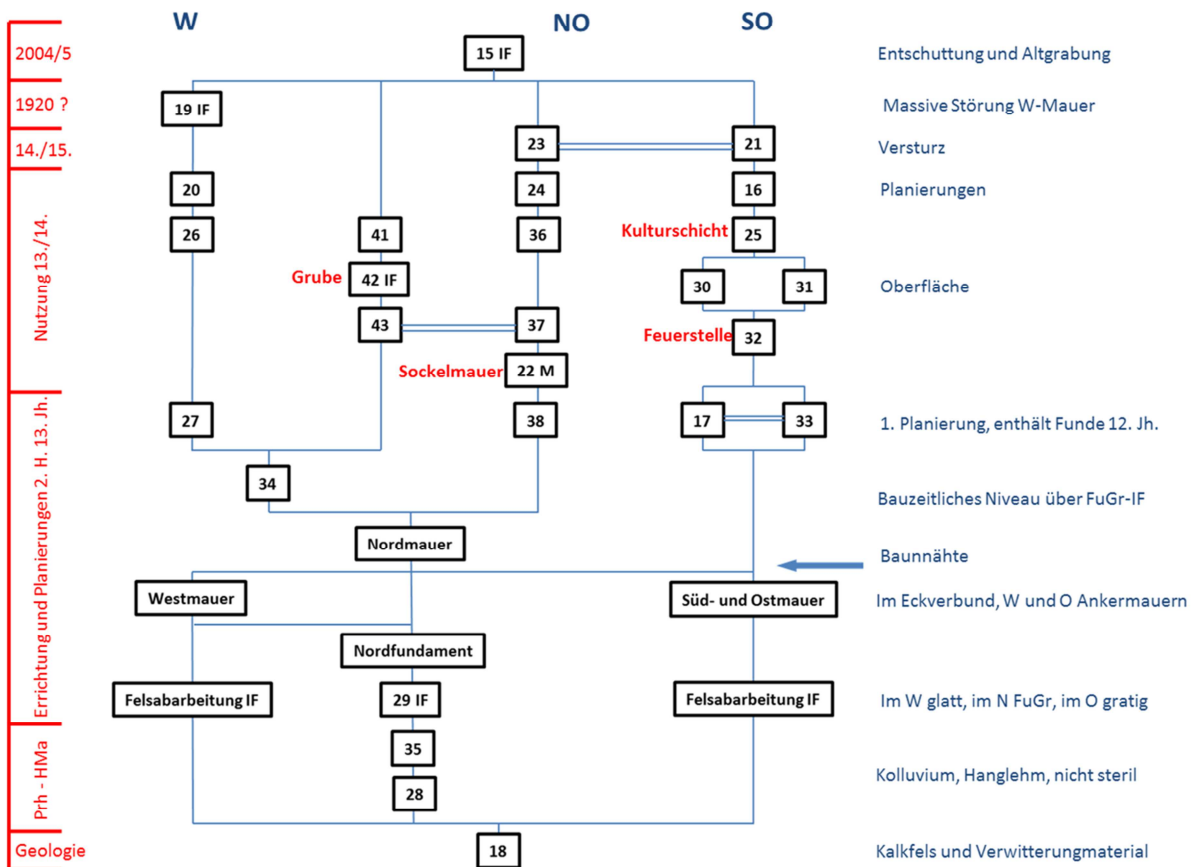 W NO SO
2004/5 15 IF Entschuttung und Altgrabung
1920 ? 19 IF Massive Störung W-Mauer
14./15. 23 21 Versturz
20 24 16 Planierungen
Nutzung 13./14.
26 41 36 Kulturschicht 25
Grube 42 IF 30 31 Oberfläche
43 37 Feuerstelle 32
Sockelmauer 22 M
27 38 17 33 1. Planierung, enthält Funde 12. Jh.
Errichtung und Planierungen 2. H. 13. Jh.
34
Bauzeitliches Niveau über FuGr-IF
Nordmauer
Baunnähte
Westmauer Süd- und Ostmauer Im Eckverbund, W und O Ankermauern
Nordfundament
Felsabarbeitung IF 29 IF Felsabarbeitung IF Im W glatt, im N FuGr, im O gratig
Prh - HMa
35
28 Kolluvium, Hanglehm, nicht steril
Geologie 18 Kalkfels und Verwitterungmaterial